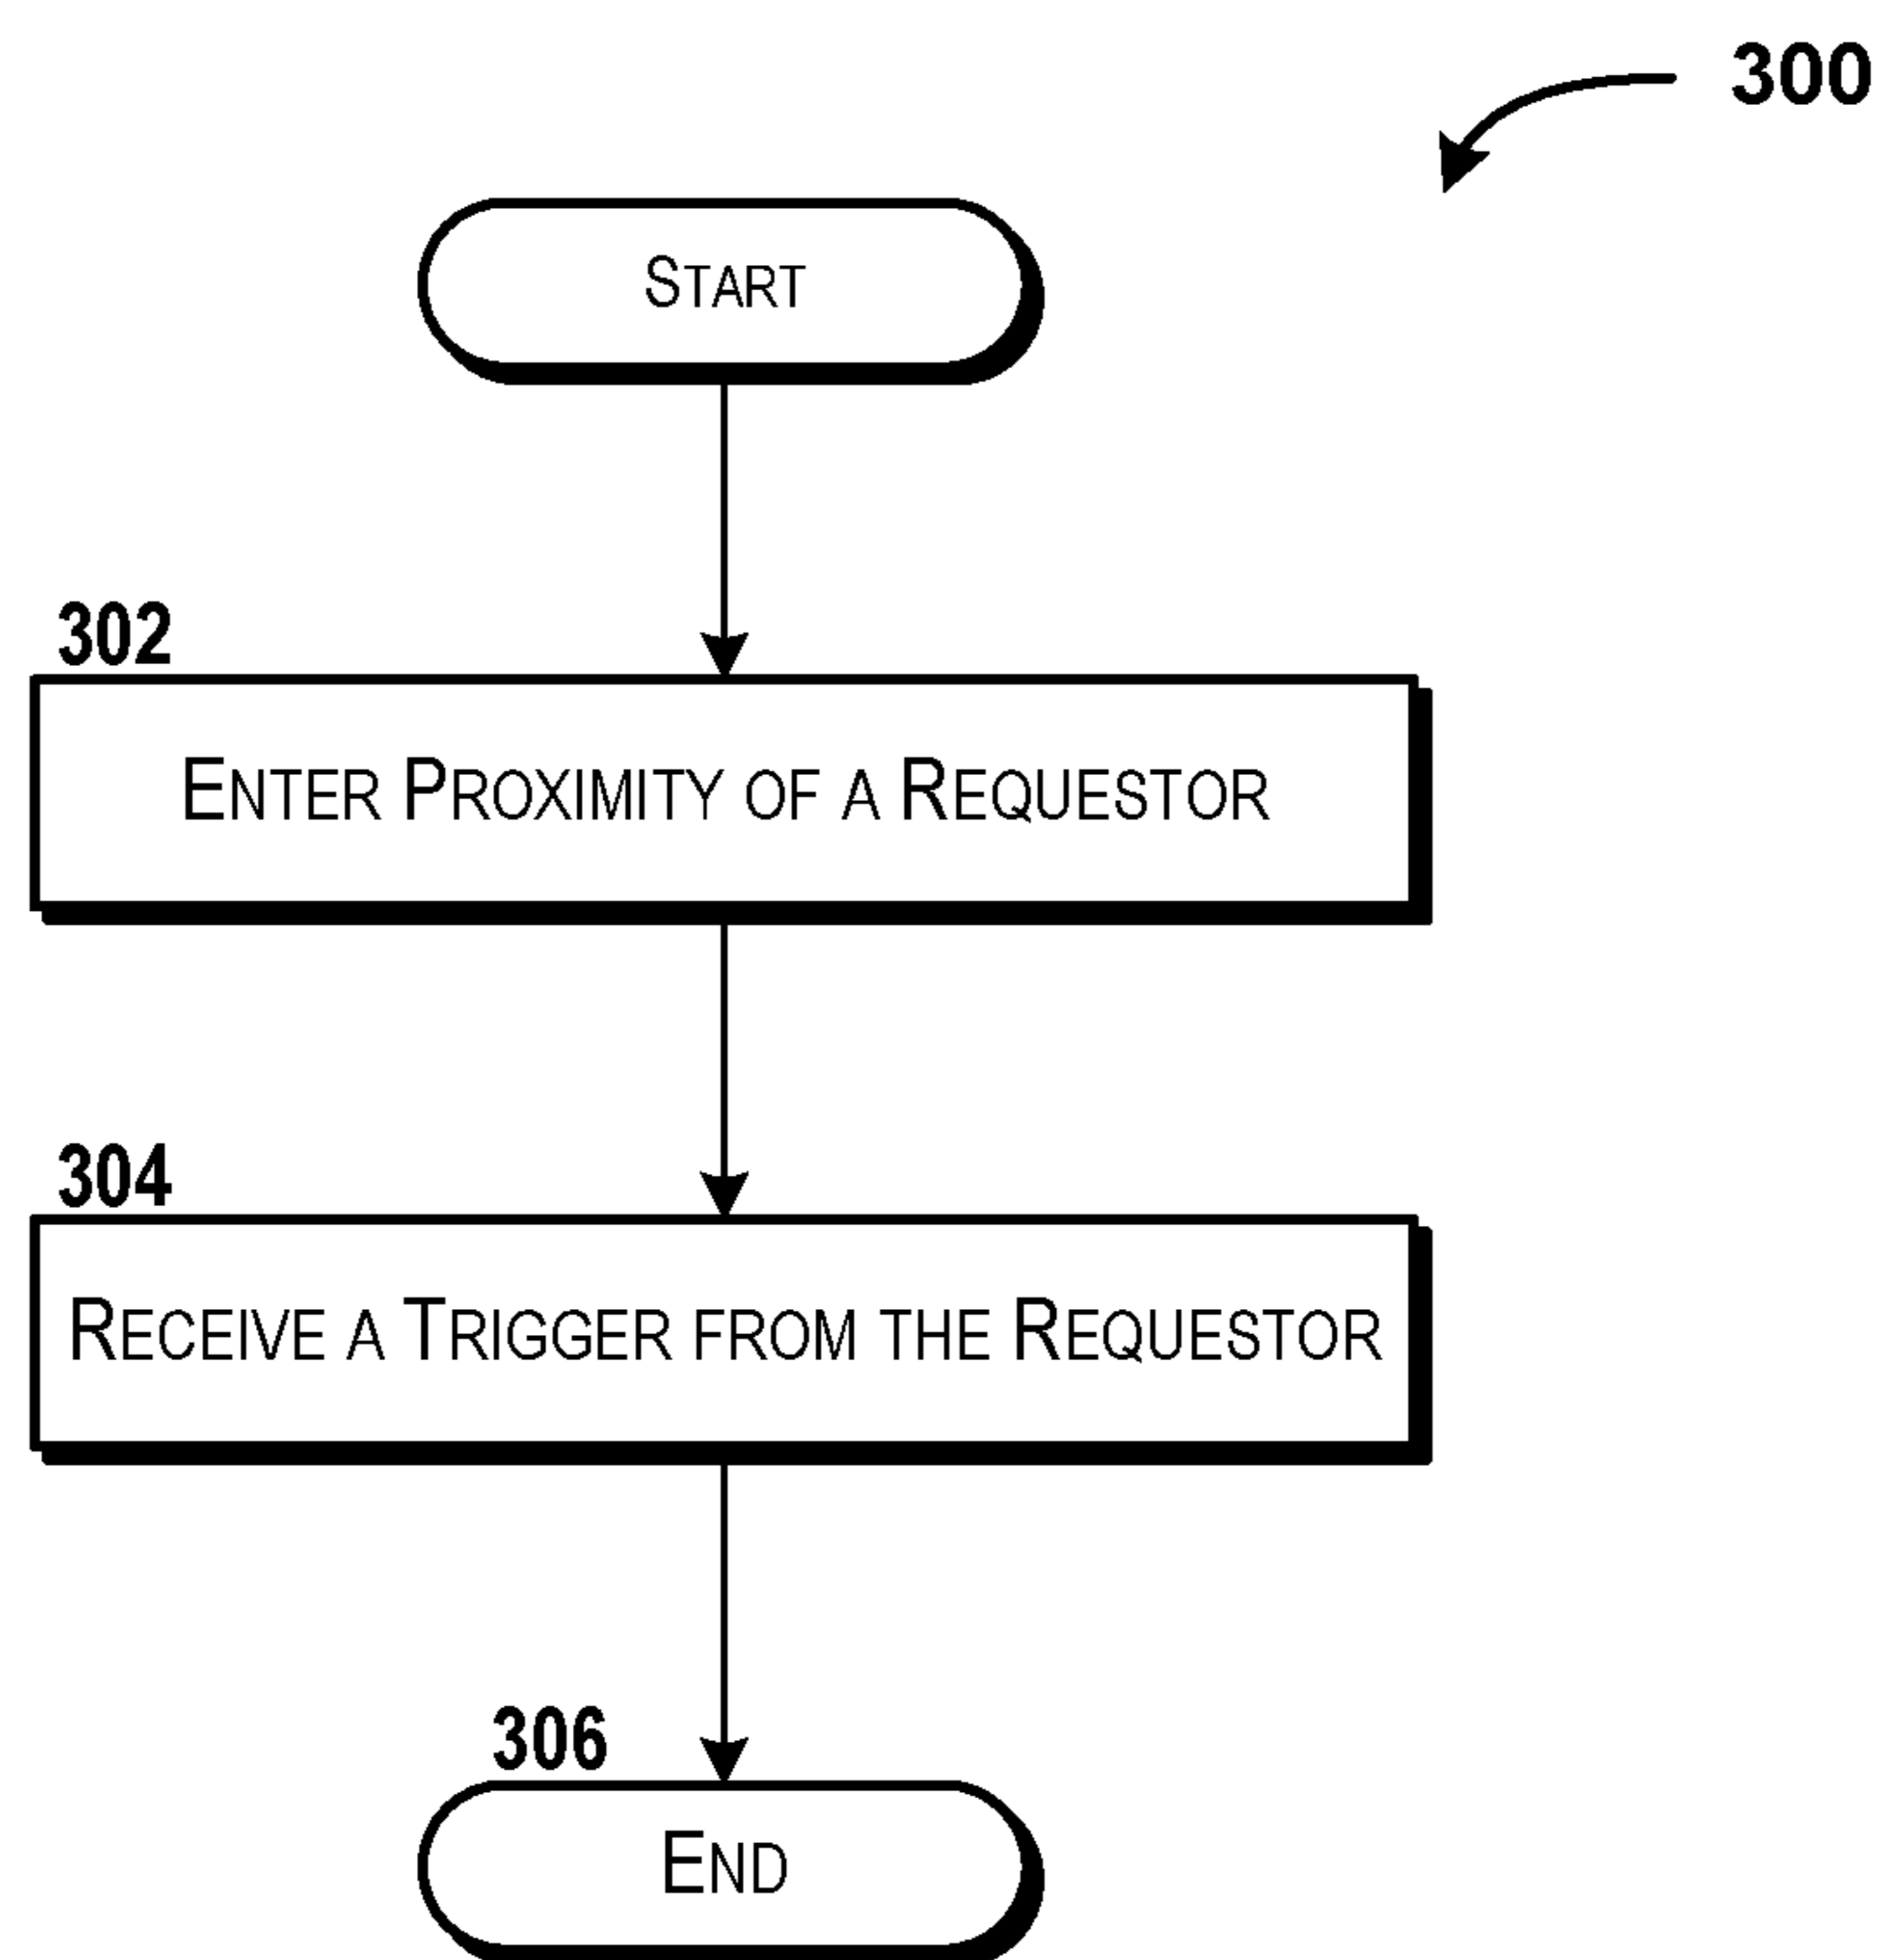 300
START
302
ENTER PROXIMITY OF A REQUESTOR
304
RECEIVE A TRIGGER FROM THE REQUESTOR
306
END